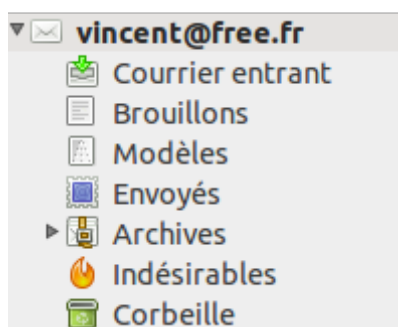 vincent@free.fr
Courrier entrant
Brouillons
Modèles
Envoyés
Archives
Indésirables
Corbeille